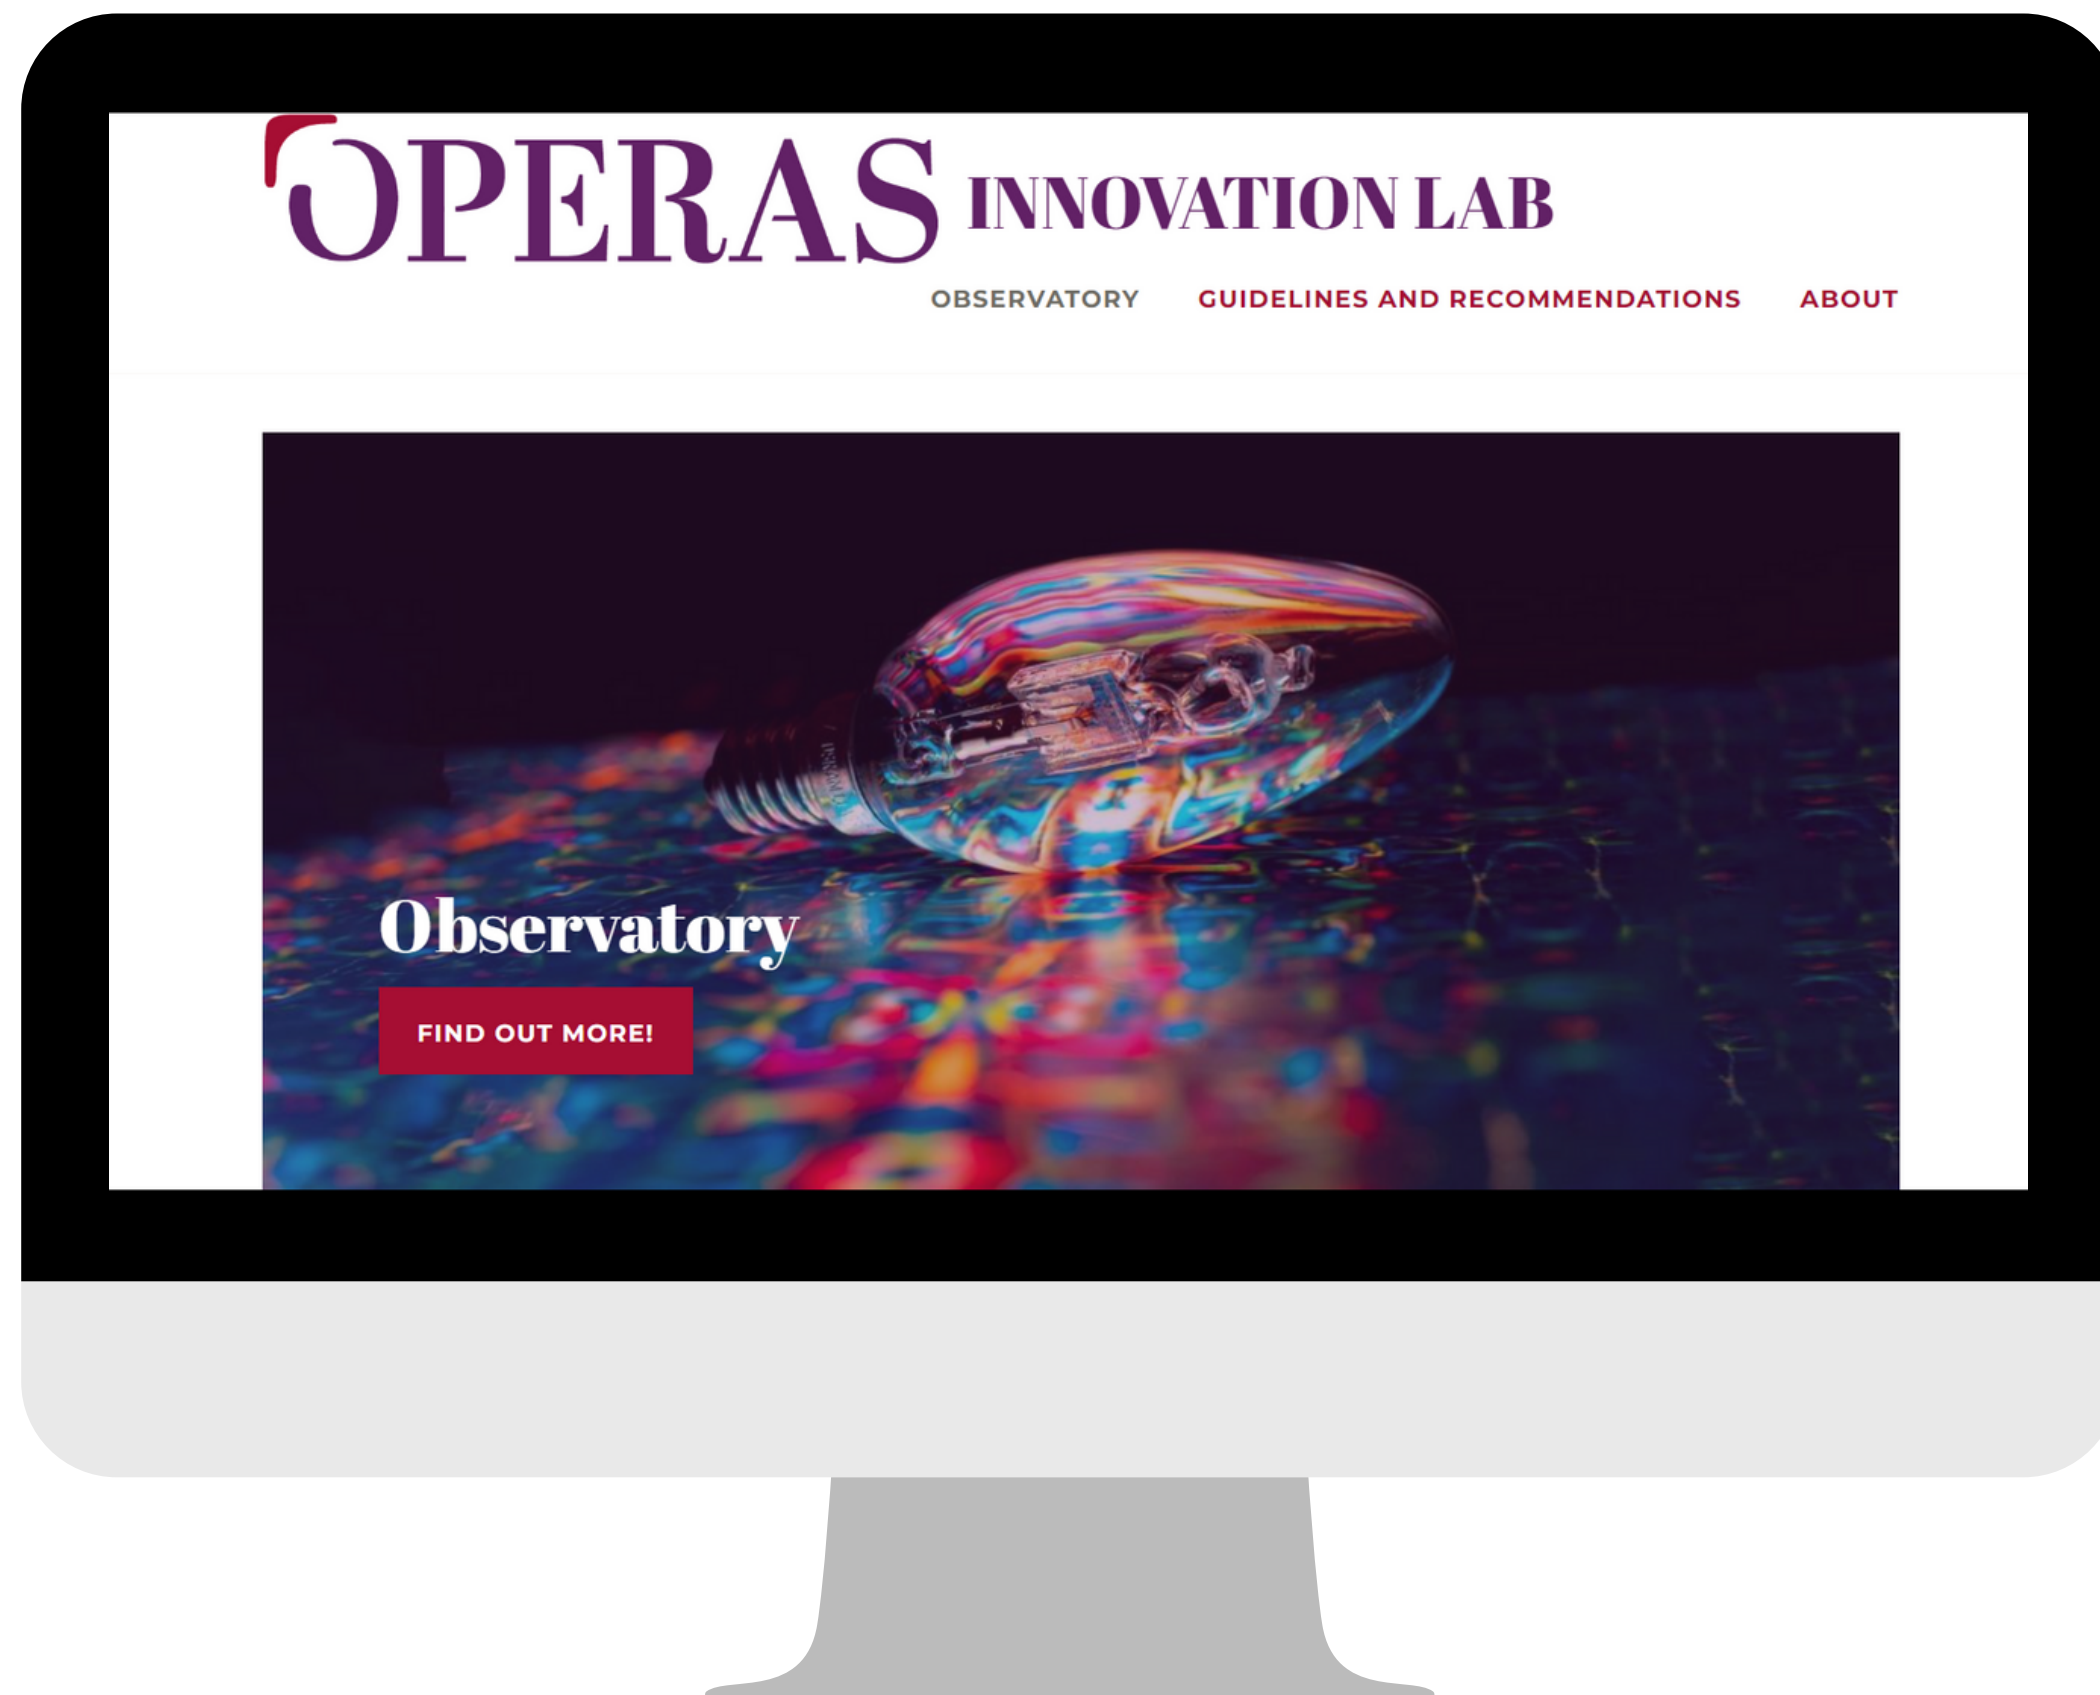 OPERAS INNOVATION LAB
OBSERVATORY GUIDELINES AND RECOMMENDATIONS ABOUT
Observatory
FIND OUT MORE!